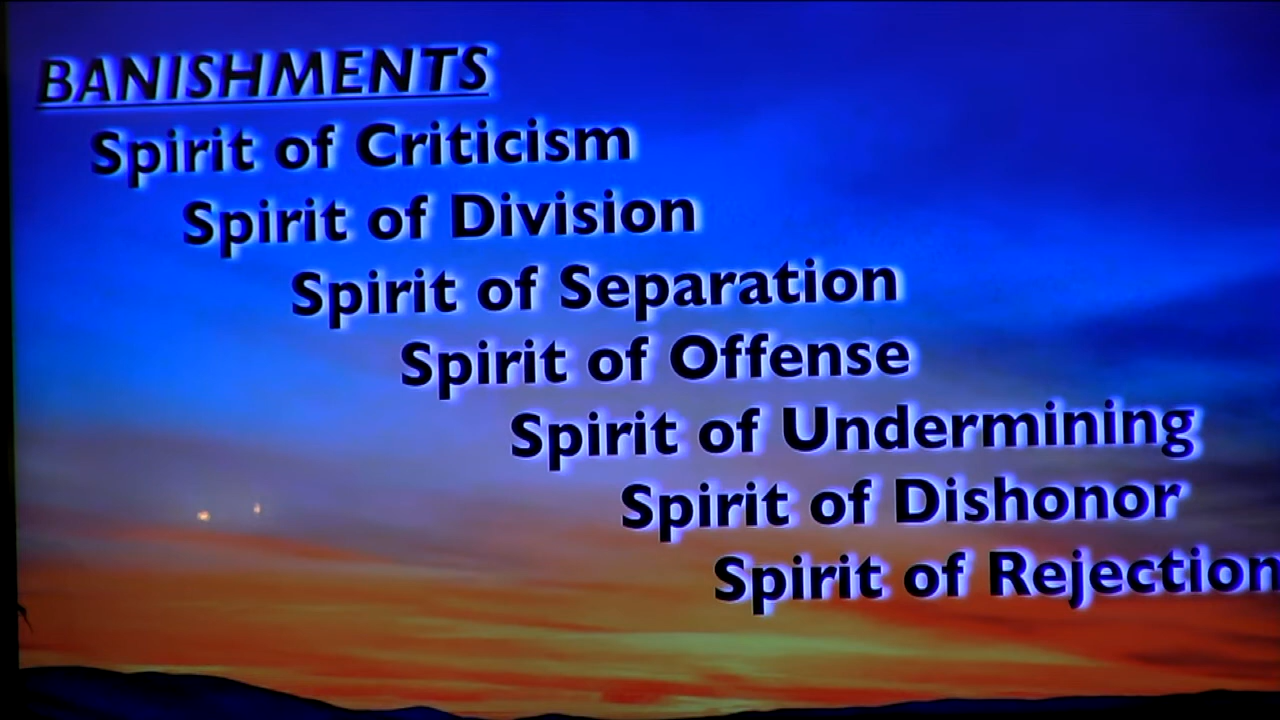 BANISHMENTS
Spirit of Criticism
Spirit of Division
Spirit of Separation
Spirit of Offense
Spirit of Undermining
Spirit of Dishonor
Spirit of Rejection